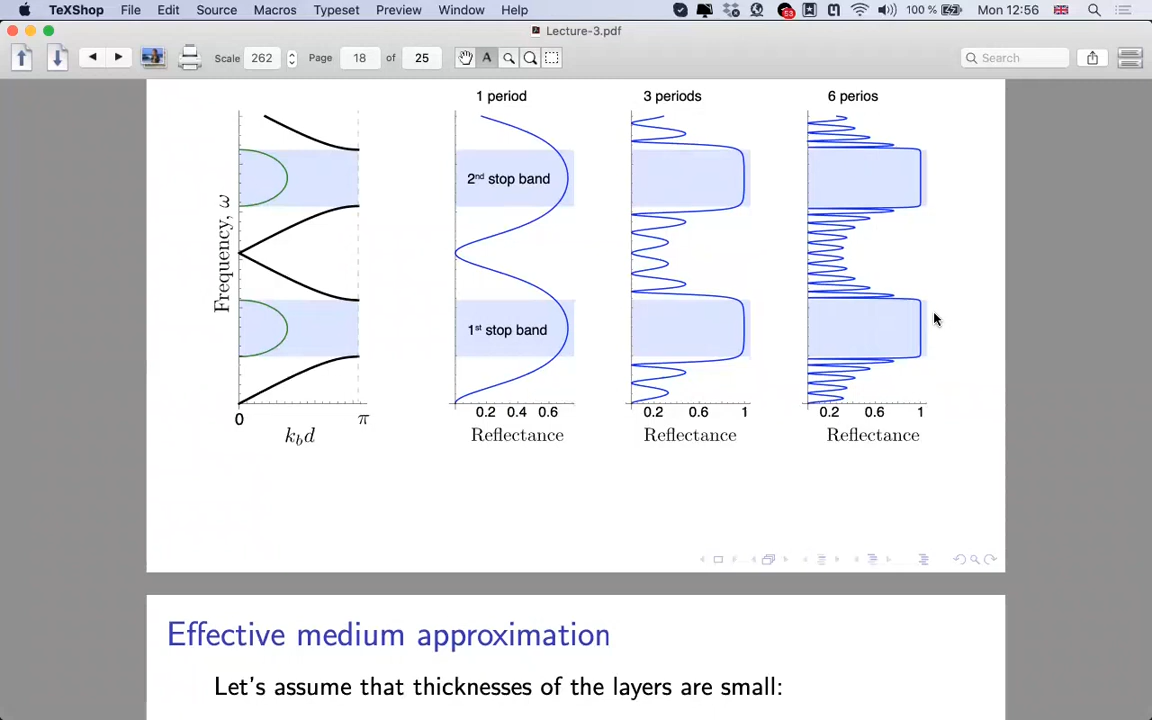 TeXShop File Edit Source Macros Typeset Preview Window Help 53 100 % Mon 12:56
Lecture-3.pdf
Scale 262 Page 18 of 25 A Search
1 period 3 periods 6 perios
2nd stop band
1st stop band
Frequency, ω
0 π 0.2 0.4 0.6 0.2 0.6 1 0.2 0.6 1
k_b d Reflectance Reflectance Reflectance
Effective medium approximation
Let's assume that thicknesses of the layers are small: